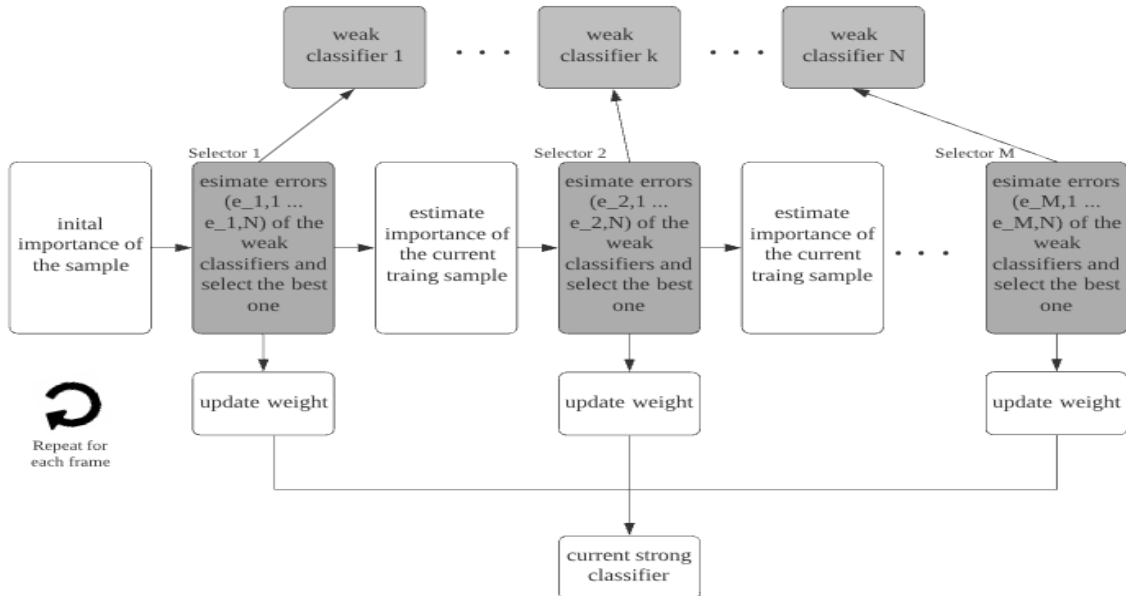 weak
classifier 1
. . .
weak
classifier k
. . .
weak
classifier N
Selector 1
Selector 2
Selector M
inital
importance of
the sample
esimate errors
(e_1,1 ...
e_1,N) of the
weak
classifiers and
select the best
one
estimate
importance of
the current
traing sample
esimate errors
(e_2,1 ...
e_2,N) of the
weak
classifiers and
select the best
one
estimate
importance of
the current
traing sample
. . .
esimate errors
(e_M,1 ...
e_M,N) of the
weak
classifiers and
select the best
one
update weight
update weight
update weight
Repeat for
each frame
current strong
classifier